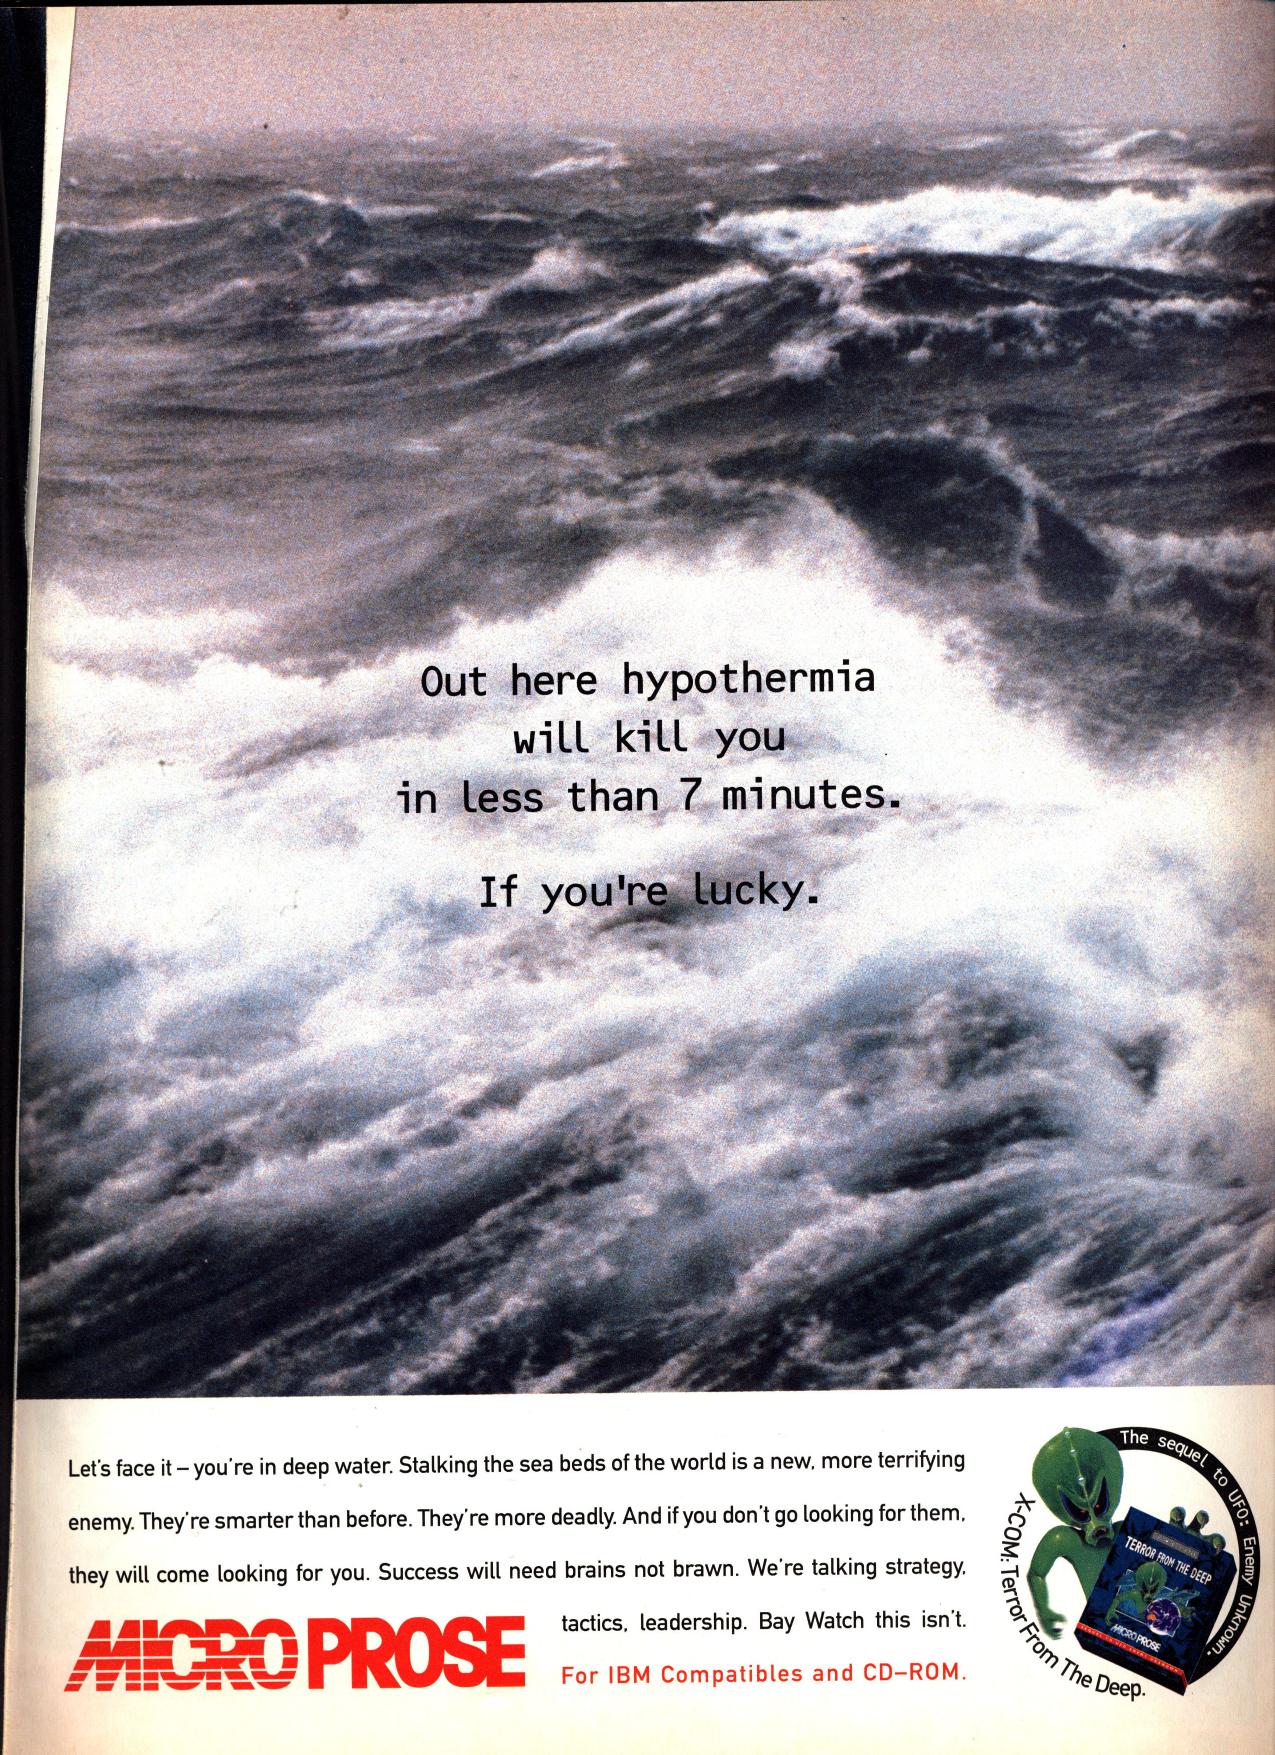 Out here hypothermia
will kill you
in less than 7 minutes.
If you're lucky.
Let's face it – you're in deep water. Stalking the sea beds of the world is a new, more terrifying
enemy. They're smarter than before. They're more deadly. And if you don't go looking for them,
they will come looking for you. Success will need brains not brawn. We're talking strategy,
tactics, leadership. Bay Watch this isn't.
For IBM Compatibles and CD-ROM.
MICROPROSE
The sequel to UFO: Enemy Unknown.
X-COM: Terror From The Deep.
TERROR FROM THE DEEP
MICROPROSE